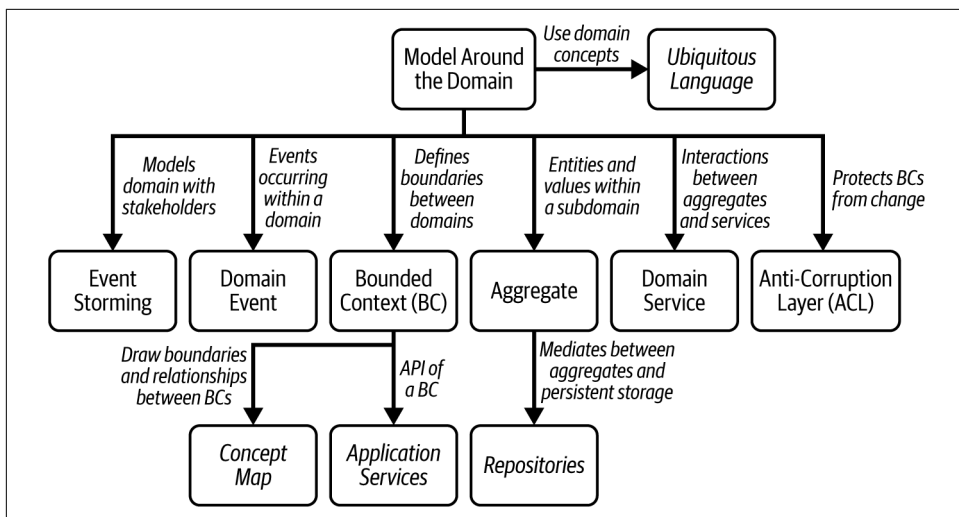 Model Around
the Domain
Use domain
concepts
Ubiquitous
Language
Models
domain with
stakeholders
Events
occurring
within a
domain
Defines
boundaries
between
domains
Entities and
values within
a subdomain
Interactions
between
aggregates
and services
Protects BCs
from change
Event
Storming
Domain
Event
Bounded
Context (BC)
Aggregate
Domain
Service
Anti-Corruption
Layer (ACL)
Draw boundaries
and relationships
between BCs
API of
a BC
Mediates between
aggregates and
persistent storage
Concept
Map
Application
Services
Repositories